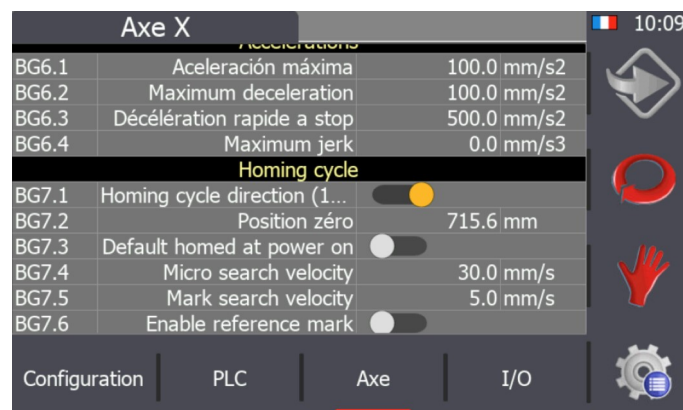 Axe X
10:09
Accelerations
BG6.1 Aceleración máxima 100.0 mm/s2
BG6.2 Maximum deceleration 100.0 mm/s2
BG6.3 Décélération rapide a stop 500.0 mm/s2
BG6.4 Maximum jerk 0.0 mm/s3
Homing cycle
BG7.1 Homing cycle direction (1...
BG7.2 Position zéro 715.6 mm
BG7.3 Default homed at power on
BG7.4 Micro search velocity 30.0 mm/s
BG7.5 Mark search velocity 5.0 mm/s
BG7.6 Enable reference mark
Configuration PLC Axe I/O